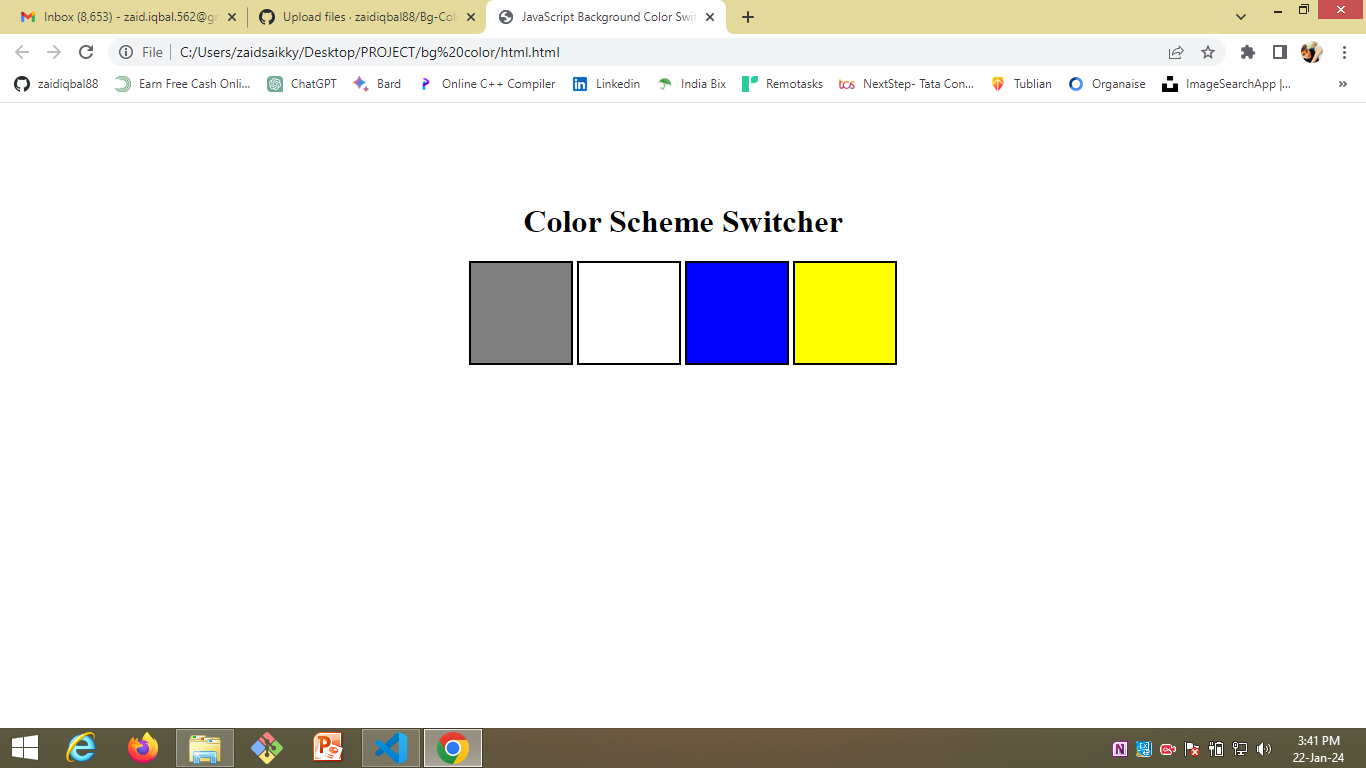 Inbox (8,653) - zaid.iqbal.562@g
Upload files · zaidiqbal88/Bg-Col
JavaScript Background Color Swit
File
C:/Users/zaidsaikky/Desktop/PROJECT/bg%20color/html.html
zaidiqbal88
Earn Free Cash Onli...
ChatGPT
Bard
Online C++ Compiler
Linkedin
India Bix
Remotasks
tcs
NextStep- Tata Con...
Tublian
Organaise
ImageSearchApp |...
Color Scheme Switcher
3:41 PM
22-Jan-24